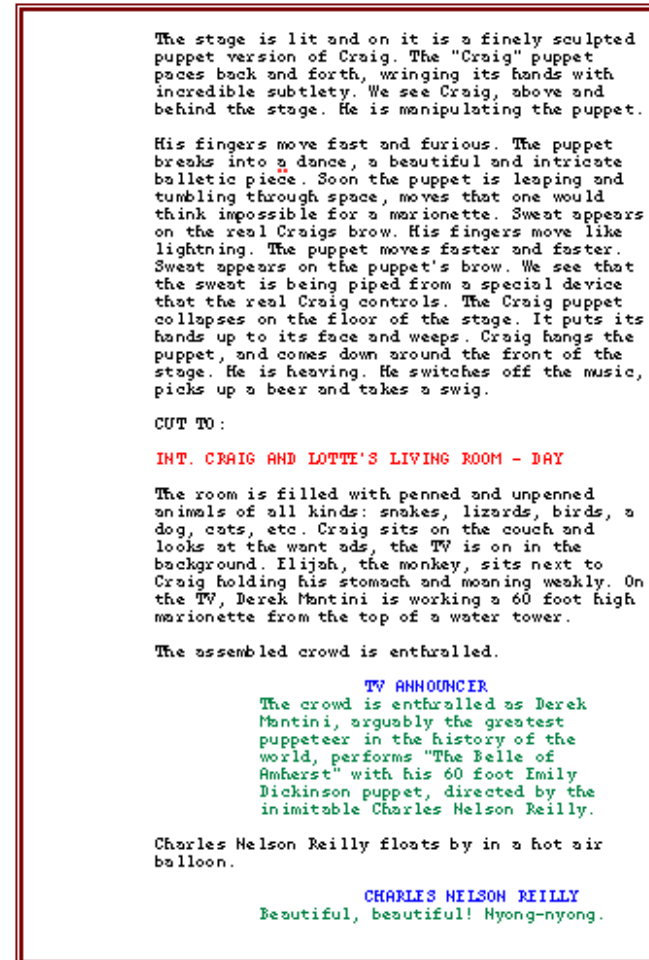 The stage is lit and on it is a finely sculpted
puppet version of Craig. The "Craig" puppet
paces back and forth, wringing its hands with
incredible subtlety. We see Craig, above and
behind the stage. He is manipulating the puppet.
His fingers move fast and furious. The puppet
breaks into a dance, a beautiful and intricate
balletic piece. Soon the puppet is leaping and
tumbling through space, moves that one would
think impossible for a marionette. Sweat appears
on the real Craigs brow. His fingers move like
lightning. The puppet moves faster and faster.
Sweat appears on the puppet's brow. We see that
the sweat is being piped from a special device
that the real Craig controls. The Craig puppet
collapses on the floor of the stage. It puts its
hands up to its face and weeps. Craig hangs the
puppet, and comes down around the front of the
stage. He is heaving. He switches off the music,
picks up a beer and takes a swig.
CUT TO:
INT. CRAIG AND LOTTE'S LIVING ROOM - DAY
The room is filled with penned and unpenned
animals of all kinds: snakes, lizards, birds, a
dog, cats, etc. Craig sits on the couch and
looks at the want ads, the TV is on in the
background. Elijah, the monkey, sits next to
Craig holding his stomach and moaning weakly. On
the TV, Derek Mantini is working a 60 foot high
marionette from the top of a water tower.
The assembled crowd is enthralled.
TV ANNOUNCER
The crowd is enthralled as Derek
Mantini, arguably the greatest
puppeteer in the history of the
world, performs "The Belle of
Amherst" with his 60 foot Emily
Dickinson puppet, directed by the
inimitable Charles Nelson Reilly.
Charles Nelson Reilly floats by in a hot air
balloon.
CHARLES NELSON REILLY
Beautiful, beautiful! Nyong-nyong.